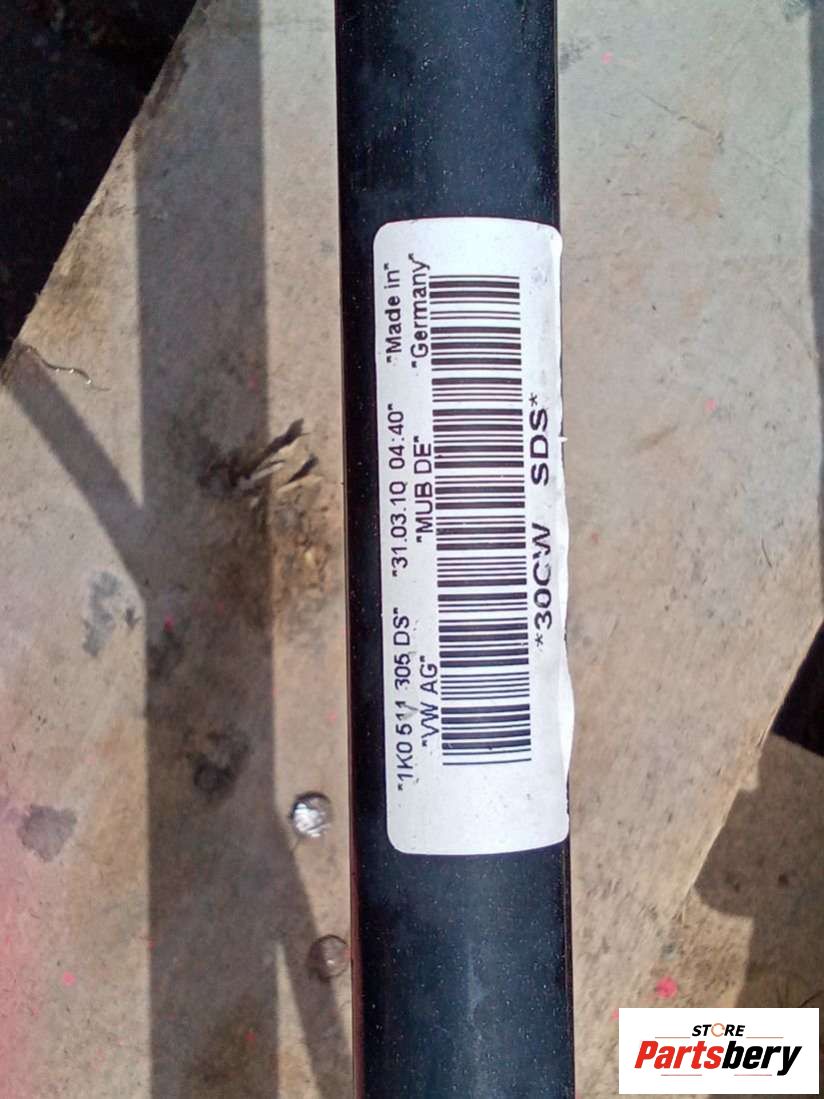 "1K0 511 305 DS" "31.03.10 04:40" "Made in"
"VW AG" "MUB DE" "Germany"
*30CW SDS*
STORE
Partsbery